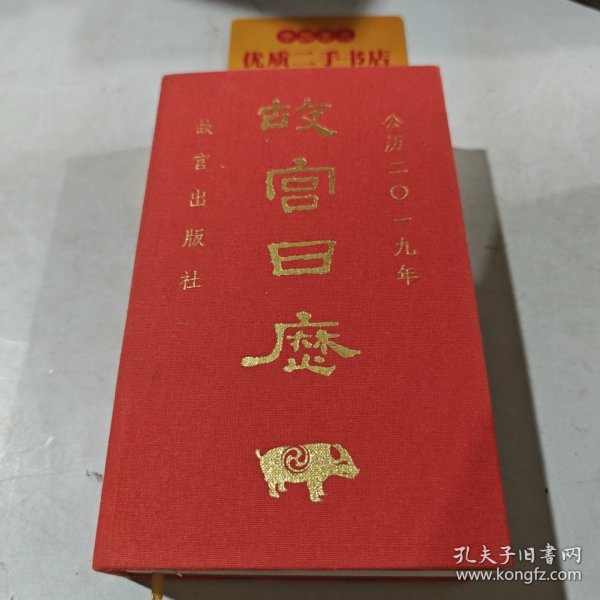 优质二手书店
公历二〇一九年
故宫日历
故宫出版社
孔夫子旧书网
www.kongfz.com